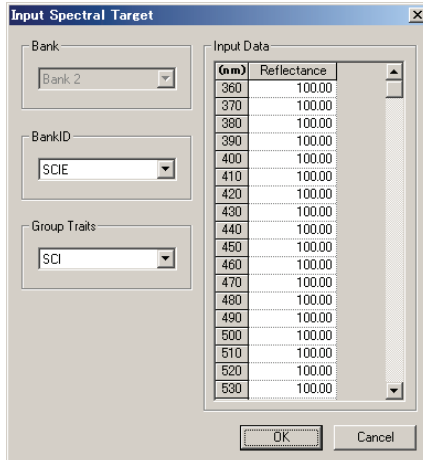 Input Spectral Target
Bank
Bank 2
BankID
SCIE
Group Traits
SCI
Input Data
(nm) Reflectance
360 100.00
370 100.00
380 100.00
390 100.00
400 100.00
410 100.00
420 100.00
430 100.00
440 100.00
450 100.00
460 100.00
470 100.00
480 100.00
490 100.00
500 100.00
510 100.00
520 100.00
530 100.00
OK Cancel